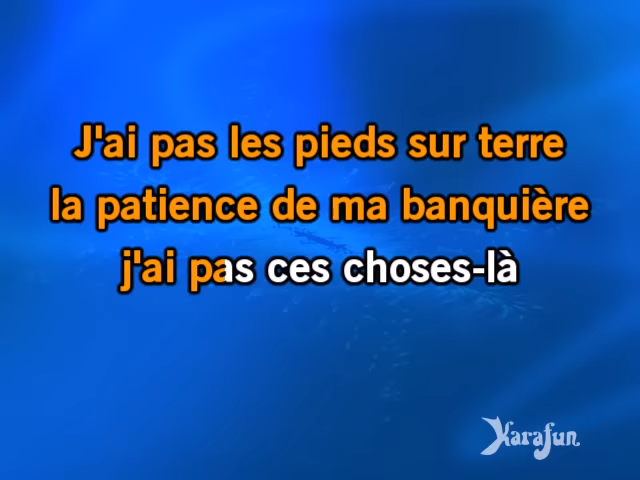 J'ai pas les pieds sur terre
la patience de ma banquière
j'ai pas ces choses-là
Karafun